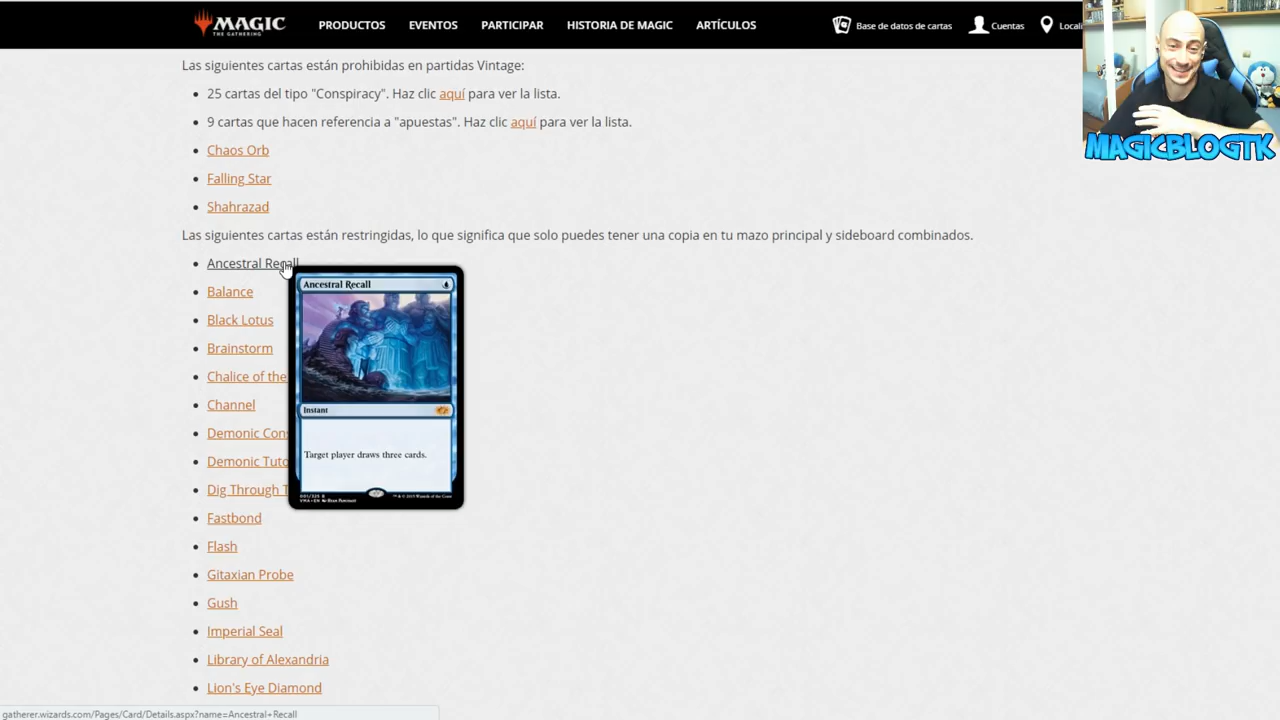 MAGIC
THE GATHERING
PRODUCTOS EVENTOS PARTICIPAR HISTORIA DE MAGIC ARTÍCULOS Base de datos de cartas Cuentas Locali
Las siguientes cartas están prohibidas en partidas Vintage:
25 cartas del tipo "Conspiracy". Haz clic aquí para ver la lista.
9 cartas que hacen referencia a "apuestas". Haz clic aquí para ver la lista.
MAGICBLOGTK
Chaos Orb
Falling Star
Shahrazad
Las siguientes cartas están restringidas, lo que significa que solo puedes tener una copia en tu mazo principal y sideboard combinados.
Ancestral Recall
Ancestral Recall
Balance
Black Lotus
Brainstorm
Chalice of the
Channel
Instant
Demonic Cons
Target player draws three cards.
Demonic Tuto
Dig Through T
Fastbond
Flash
Gitaxian Probe
Gush
Imperial Seal
Library of Alexandria
Lion's Eye Diamond
gatherer.wizards.com/Pages/Card/Details.aspx?name=Ancestral+Recall